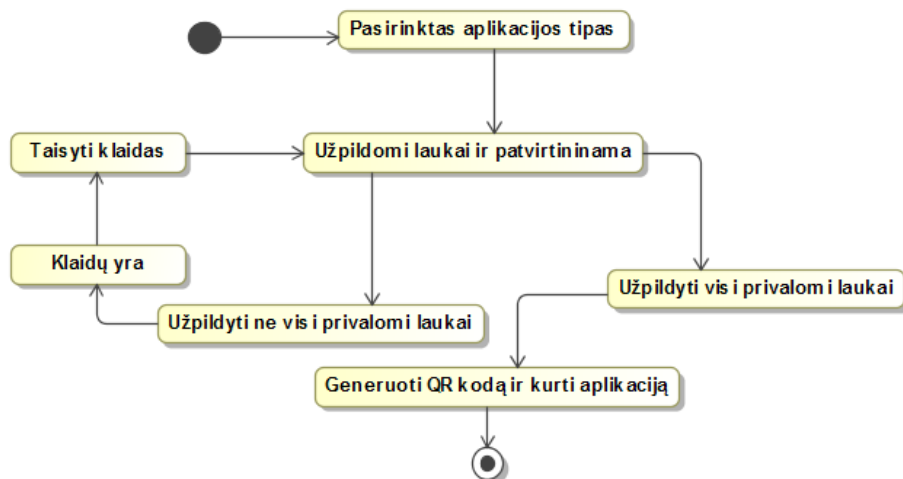 Pasirinktas aplikacijos tipas
Taisyti klaidas
Užpildomi laukai ir patvirtininama
Klaidų yra
Užpildyti visi privalomi laukai
Užpildyti ne visi privalomi laukai
Generuoti QR kodą ir kurti aplikaciją